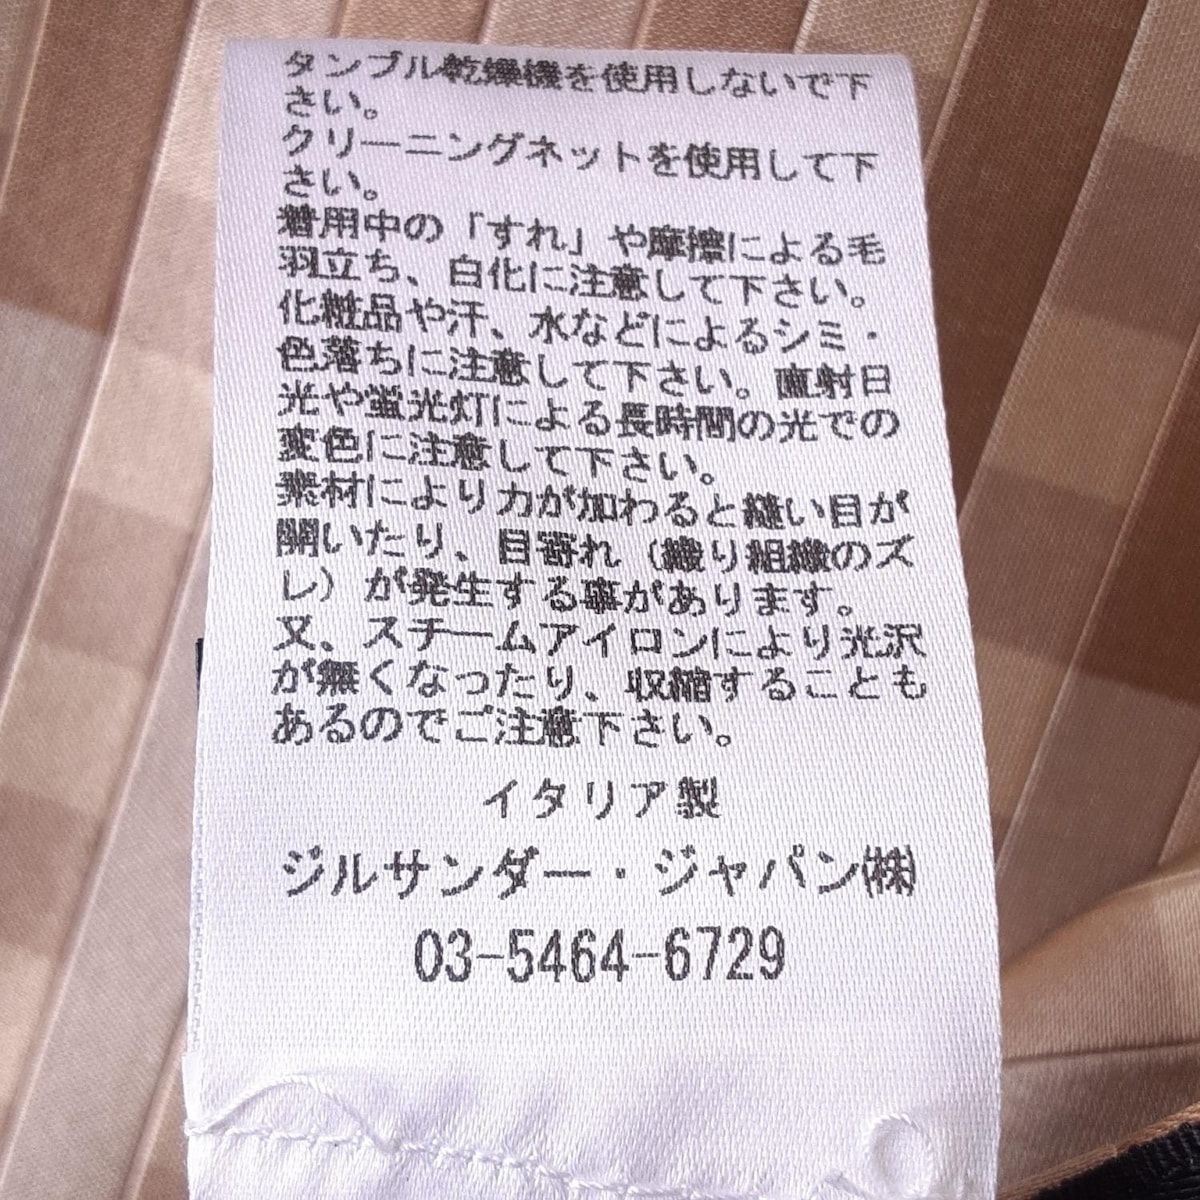 タンブル乾燥機を使用しないで下
さい。
クリーニングネットを使用して下
さい。
着用中の「すれ」や摩擦による毛
羽立ち、白化に注意して下さい。
化粧品や汗、水などによるシミ・
色落ちに注意して下さい。直射日
光や蛍光灯による長時間の光での
変色に注意して下さい。
素材により力が加わると縫い目が
開いたり、目寄れ（織り組織のズ
レ）が発生する事があります。
又、スチームアイロンにより光沢
が無くなったり、収縮することも
あるのでご注意下さい。
イタリア製
ジルサンダー・ジャパン㈱
03-5464-6729